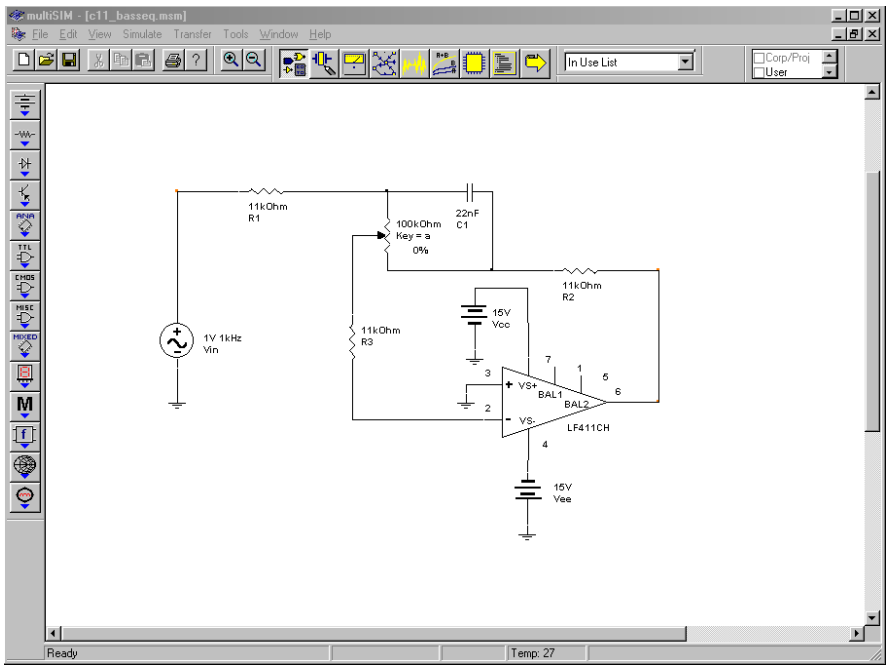 multiSIM - [c11_basseq.msm]
File Edit View Simulate Transfer Tools Window Help
In Use List
Corp/Proj
User
ANA
TTL
CMOS
MISC
MIXED
M
f
11kOhm
R1
22nF
C1
100kOhm
Key = a
0%
11kOhm
R2
15V
Vcc
11kOhm
R3
1V 1kHz
Vin
3
VS+
7
BAL1
1
BAL2
5
6
2
VS-
4
LF411CH
15V
Vee
Ready
Temp: 27